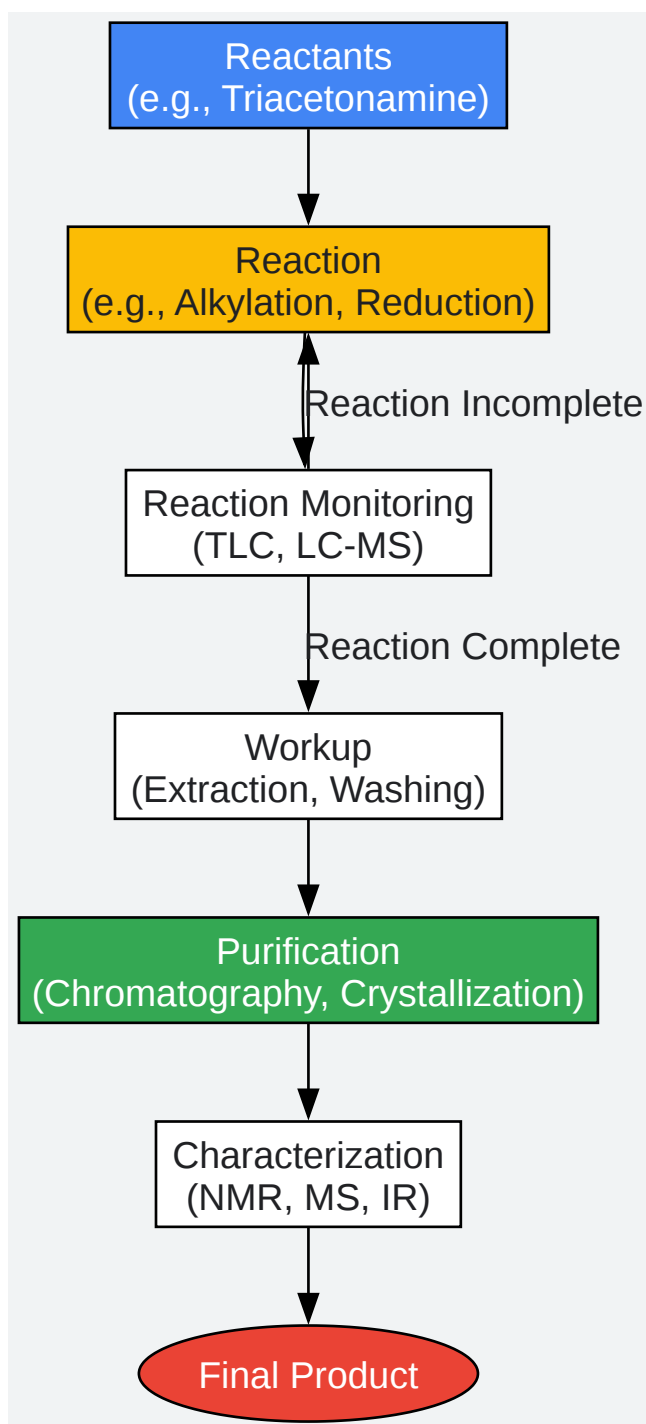 Reactants
(e.g., Triacetonamine)
Reaction
(e.g., Alkylation, Reduction)
Reaction Incomplete
Reaction Monitoring
(TLC, LC-MS)
Reaction Complete
Workup
(Extraction, Washing)
Purification
(Chromatography, Crystallization)
Characterization
(NMR, MS, IR)
Final Product